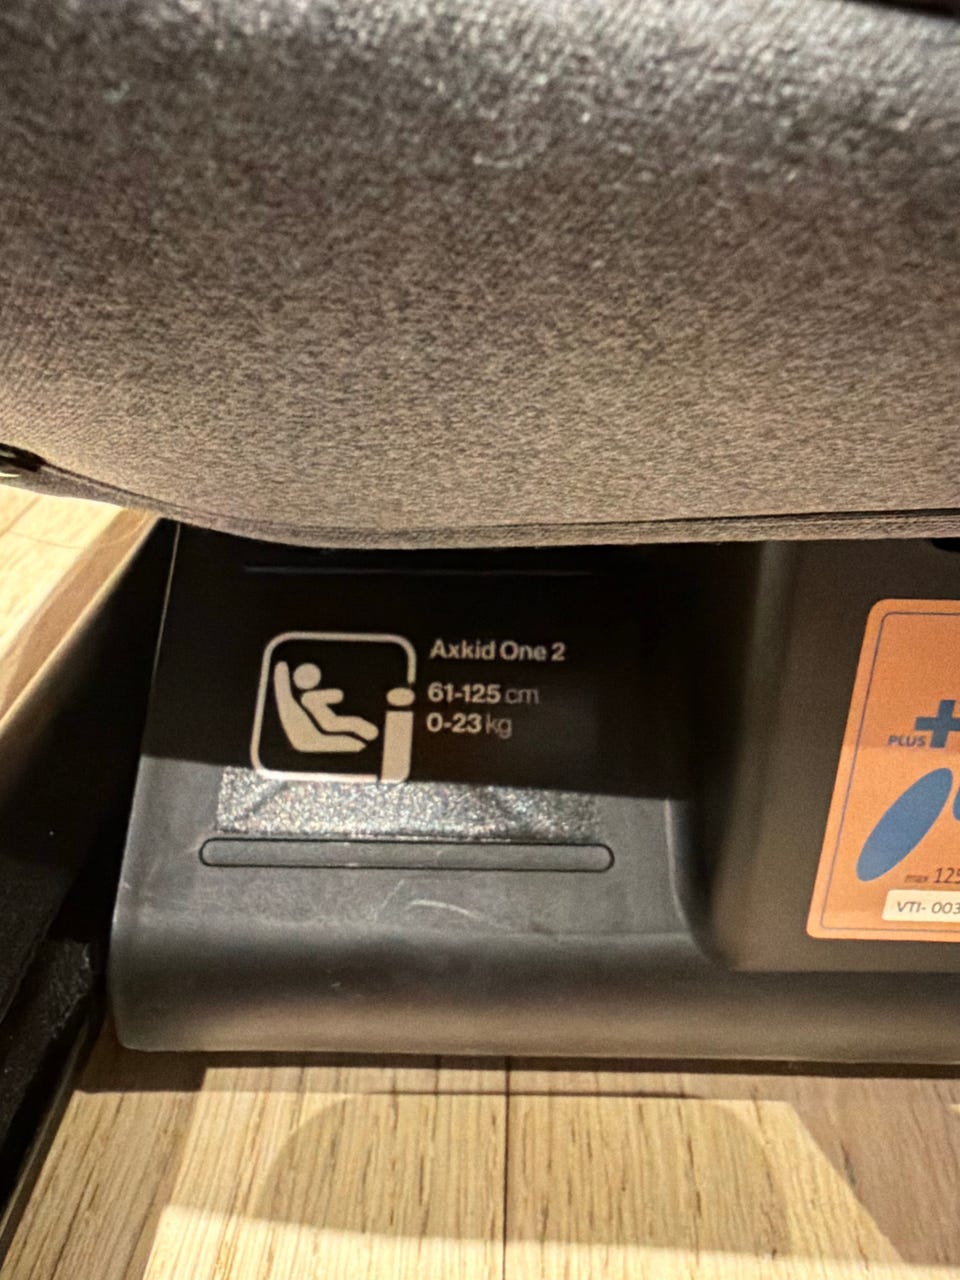 Axkid One 2
61-125 cm
0-23 kg
PLUS
max 125
VTI- 003